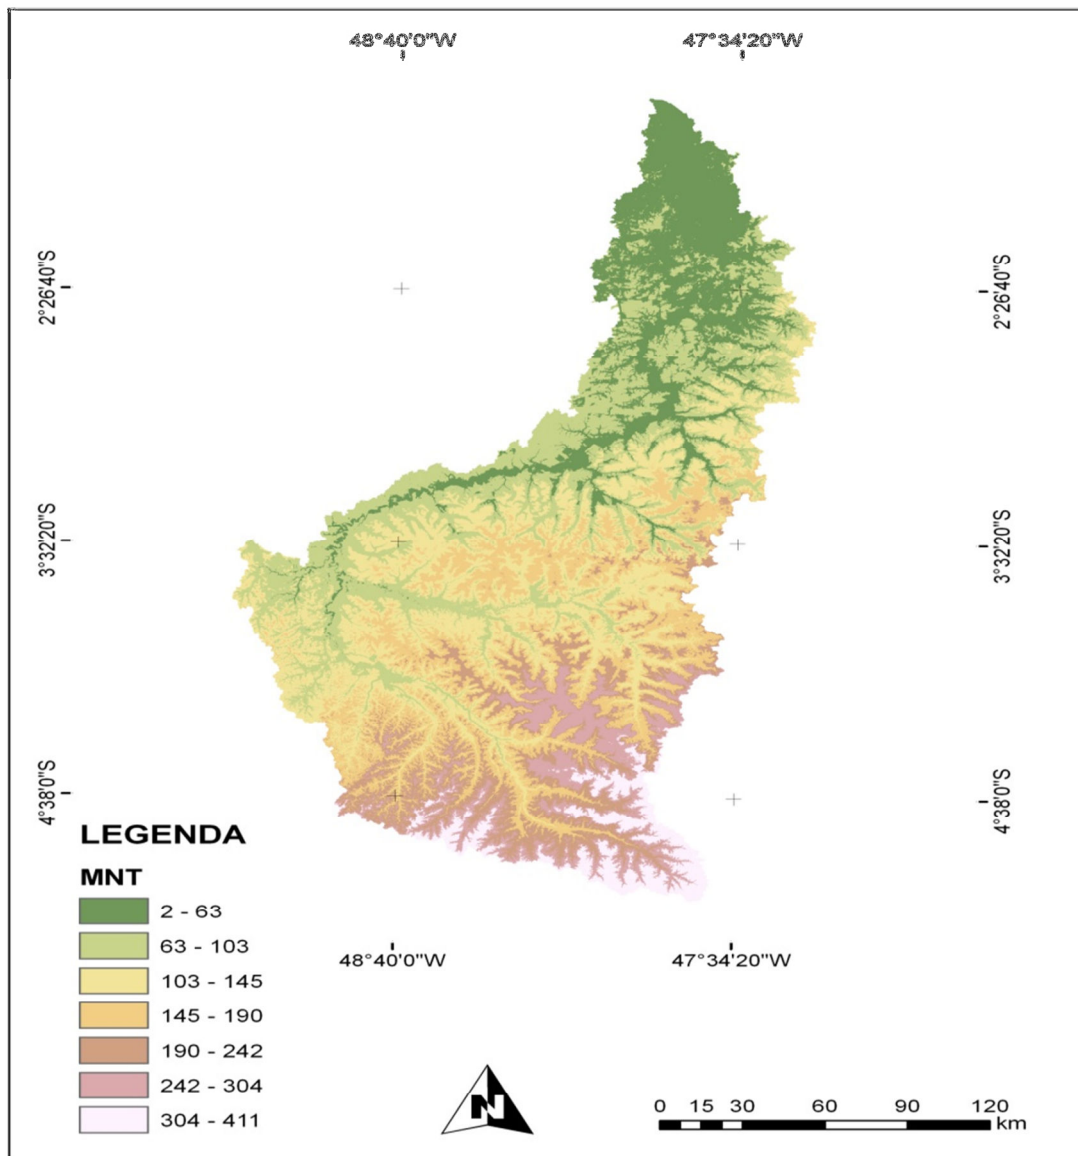 48°40'0"W 47°34'20"W
2°26'40"S 2°26'40"S
3°32'20"S 3°32'20"S
4°38'0"S 4°38'0"S
LEGENDA
MNT
2 - 63
63 - 103
103 - 145
145 - 190
190 - 242
242 - 304
304 - 411
48°40'0"W 47°34'20"W
N
0 15 30 60 90 120
km